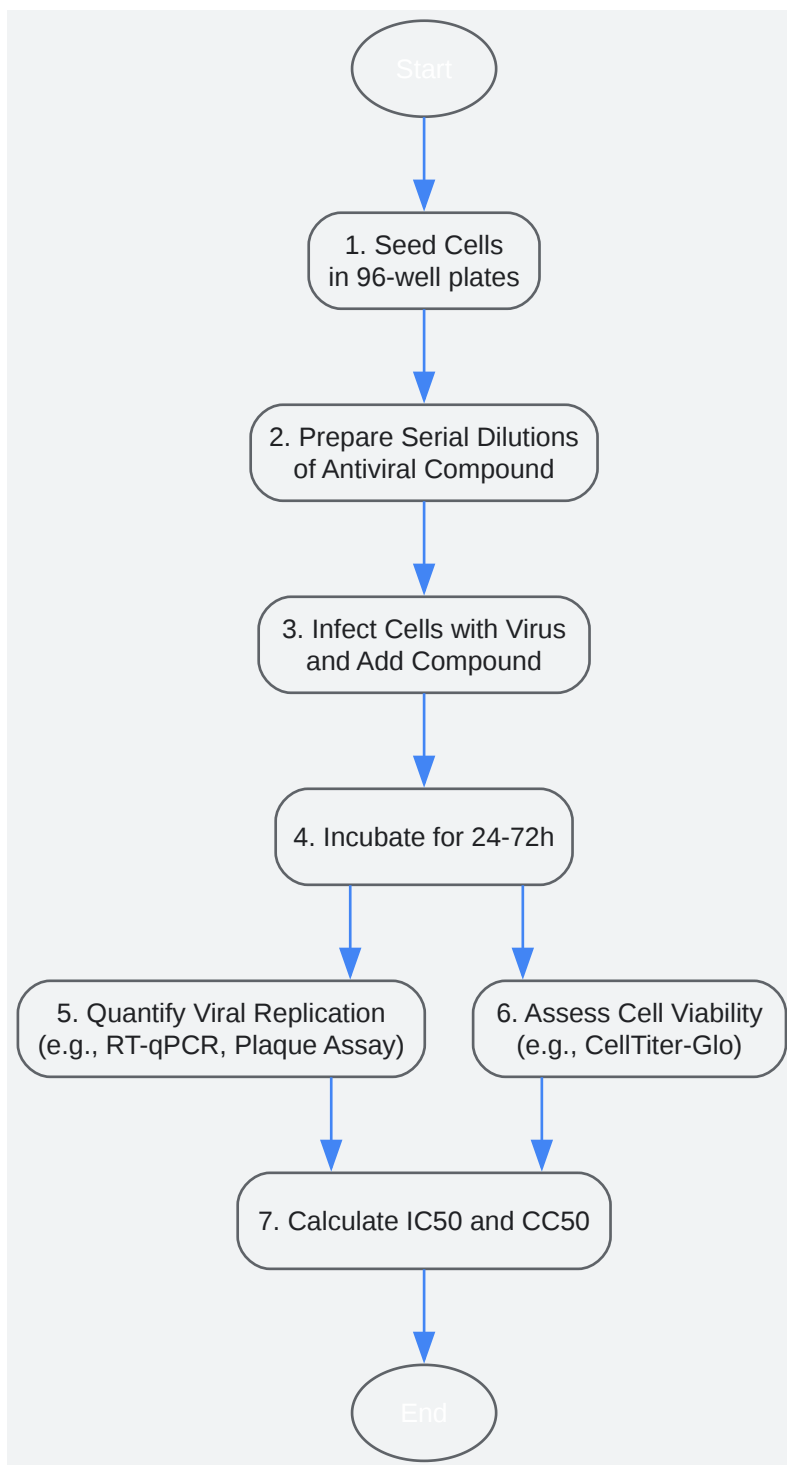 Start
1. Seed Cells
in 96-well plates
2. Prepare Serial Dilutions
of Antiviral Compound
3. Infect Cells with Virus
and Add Compound
4. Incubate for 24-72h
5. Quantify Viral Replication
(e.g., RT-qPCR, Plaque Assay)
6. Assess Cell Viability
(e.g., CellTiter-Glo)
7. Calculate IC50 and CC50
End